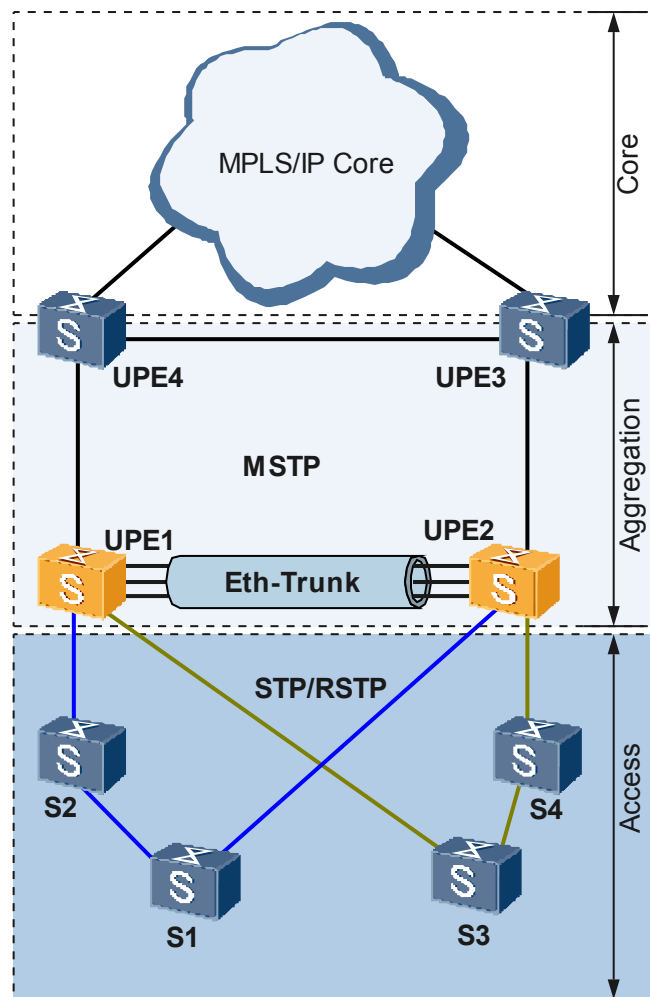 MPLS/IP Core
Core
S
S
UPE4
UPE3
MSTP
Aggregation
UPE1
UPE2
Eth-Trunk
S
S
STP/RSTP
S
S
S2
S4
Access
S
S
S1
S3